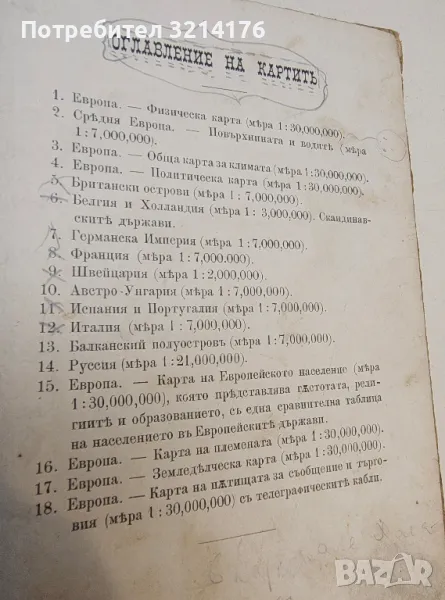 Потребител 3214176
Потребител 3214176
ОГЛАВЛЕНИЕ НА КАРТИТѢ
1. Европа. — Физическа карта (мѣра 1:30,000,000).
2. Срѣдня Европа. — Повърхнината и водитѣ (мѣра
1:7,000,000).
3. Европа. — Обща карта за климата (мѣра 1:30,000,000).
4. Европа. — Политическа карта (мѣра 1:30,000,000).
5. Британски острови (мѣра 1:7,000,000).
6. Белгия и Холландия (мѣра 1:3,000,000). Скандинав-
скитѣ държави.
7. Германска Империя (мѣра 1:7,000,000).
8. Франция (мѣра 1:7,000,000).
9. Швейцария (мѣра 1:2,000,000).
10. Австро-Унгария (мѣра 1:7,000,000).
11. Испания и Португалия (мѣра 1:7,000,000).
12. Италия (мѣра 1:7,000,000).
13. Балканский полуостровъ (мѣра 1:7,000,000).
14. Руссия (мѣра 1:21,000,000).
15. Европа. — Карта на Европейското население (мѣра
1:30,000,000), която прѣдставлява гѫстотата, рели-
гиитѣ и образованието, съ една сравнителна таблица
на населението въ Европейскитѣ държави.
16. Европа. — Карта на племената (мѣра 1:30,000,000).
17. Европа. — Земледѣлческа карта (мѣра 1:30,000,000).
18. Европа. — Карта на пѫтищата за съобщение и търго-
вия (мѣра 1:30,000,000) съ телеграфическитѣ кабли.
BAZAR